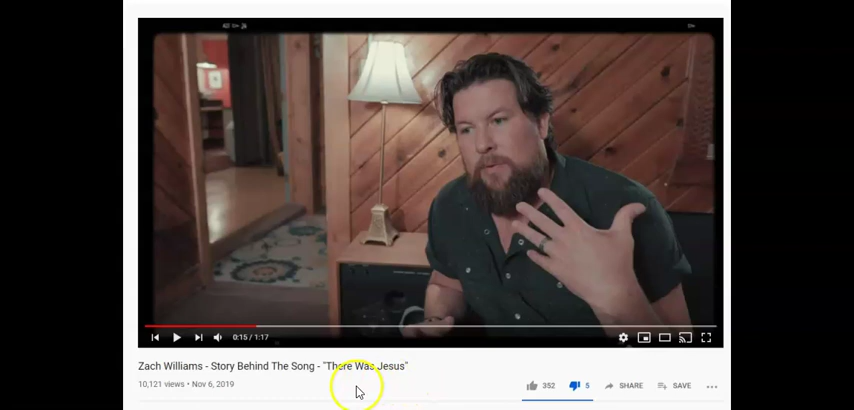 0:15 / 1:17
Zach Williams - Story Behind The Song - "There Was Jesus"
10,121 views • Nov 6, 2019
352 5 SHARE SAVE